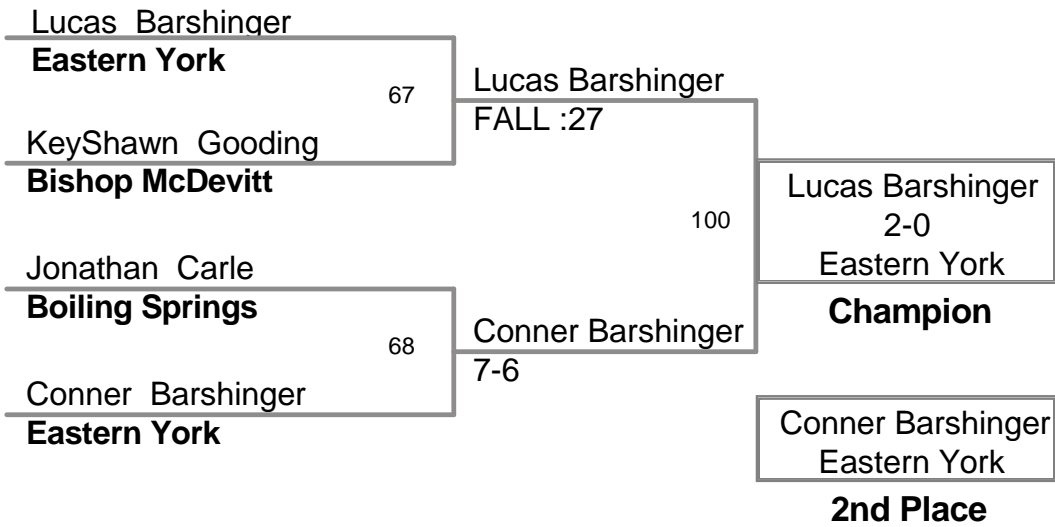 Lucas Barshinger
Eastern York
67
KeyShawn Gooding
Bishop McDevitt
Lucas Barshinger
FALL :27
Jonathan Carle
Boiling Springs
68
Conner Barshinger
Eastern York
Conner Barshinger
7-6
100
Lucas Barshinger
2-0
Eastern York
Champion
Conner Barshinger
Eastern York
2nd Place